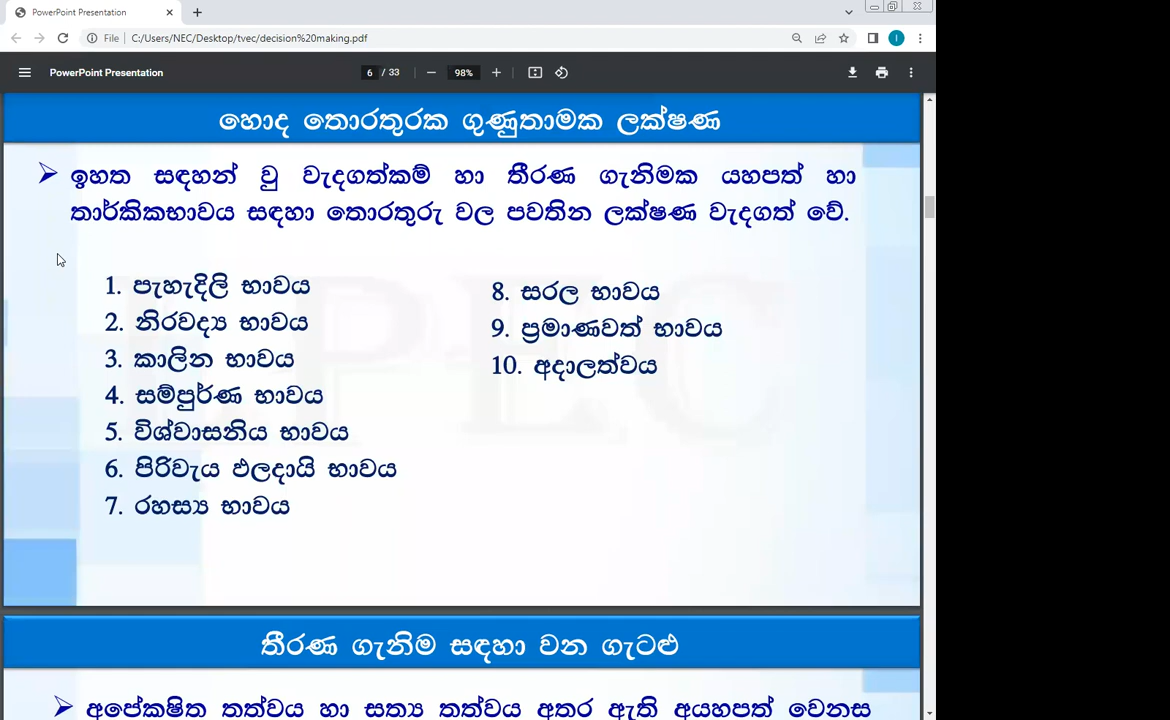 PowerPoint Presentation
File C:/Users/NEC/Desktop/tvec/decision%20making.pdf
PowerPoint Presentation 6 / 33 98%
හොද තොරතුරක ගුණුතාමක ලක්ෂණ
ඉහත සඳහන් වු වැදගත්කම් හා තීරණ ගැනිමක යහපත් හා
තාර්කිකභාවය සඳහා තොරතුරු වල පවතින ලක්ෂණ වැදගත් වේ.
1. පැහැදිලි භාවය
2. නිරවද්‍ය භාවය
3. කාලින භාවය
4. සම්පුර්ණ භාවය
5. විශ්වාසනිය භාවය
6. පිරිවැය ඵලදායි භාවය
7. රහස්‍ය භාවය
8. සරල භාවය
9. ප්‍රමාණවත් භාවය
10. අදාලත්වය
තීරණ ගැනිම සඳහා වන ගැටළු
අපේක්‍ෂිත තත්වය හා සත්‍ය තත්වය අතර ඇති අයහපත් වෙනස